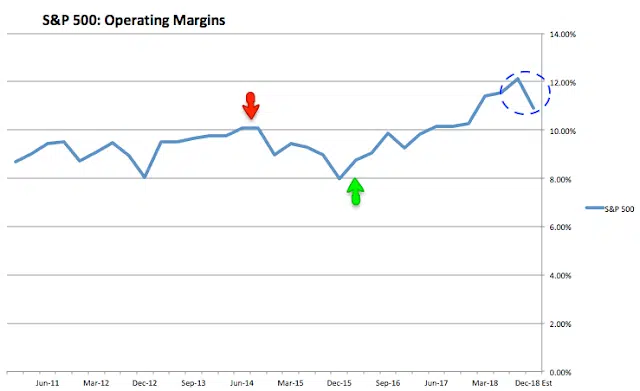 S&P 500: Operating Margins
14.00%
12.00%
10.00%
8.00%
6.00%
4.00%
2.00%
0.00%
S&P 500
Jun-11 Mar-12 Dec-12 Sep-13 Jun-14 Mar-15 Dec-15 Sep-16 Jun-17 Mar-18 Dec-18 Est